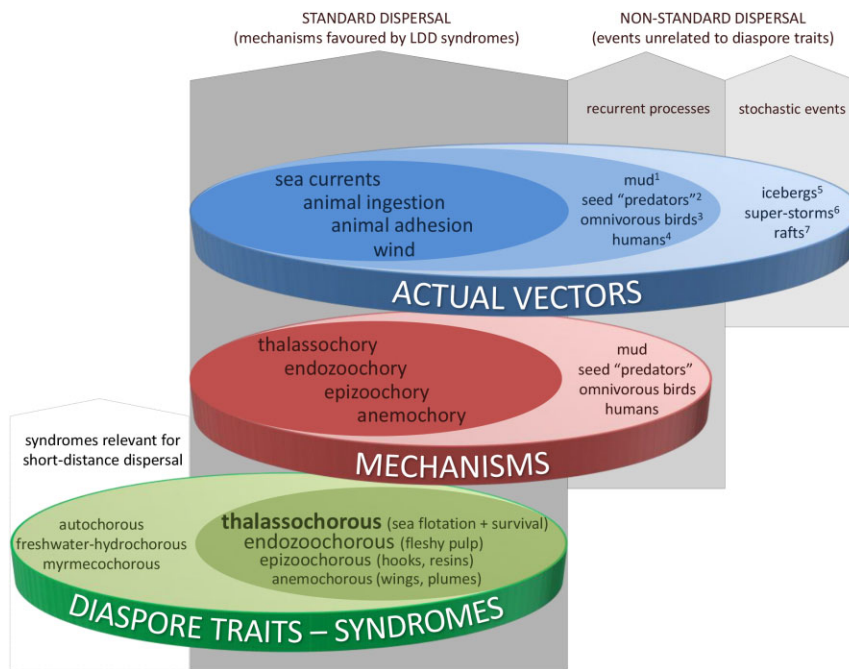 STANDARD DISPERSAL
(mechanisms favoured by LDD syndromes)
NON-STANDARD DISPERSAL
(events unrelated to diaspore traits)
recurrent processes
stochastic events
sea currents
animal ingestion
animal adhesion
wind
mud¹
seed “predators”²
omnivorous birds³
humans⁴
icebergs⁵
super-storms⁶
rafts⁷
ACTUAL VECTORS
thalassochory
endozoochory
epizoochory
anemochory
mud
seed “predators”
omnivorous birds
humans
MECHANISMS
syndromes relevant for
short-distance dispersal
autochorous
freshwater-hydrochorous
myrmecochorous
thalassochorous (sea flotation + survival)
endozoochorous (fleshy pulp)
epizoochorous (hooks, resins)
anemochorous (wings, plumes)
DIASPORE TRAITS – SYNDROMES